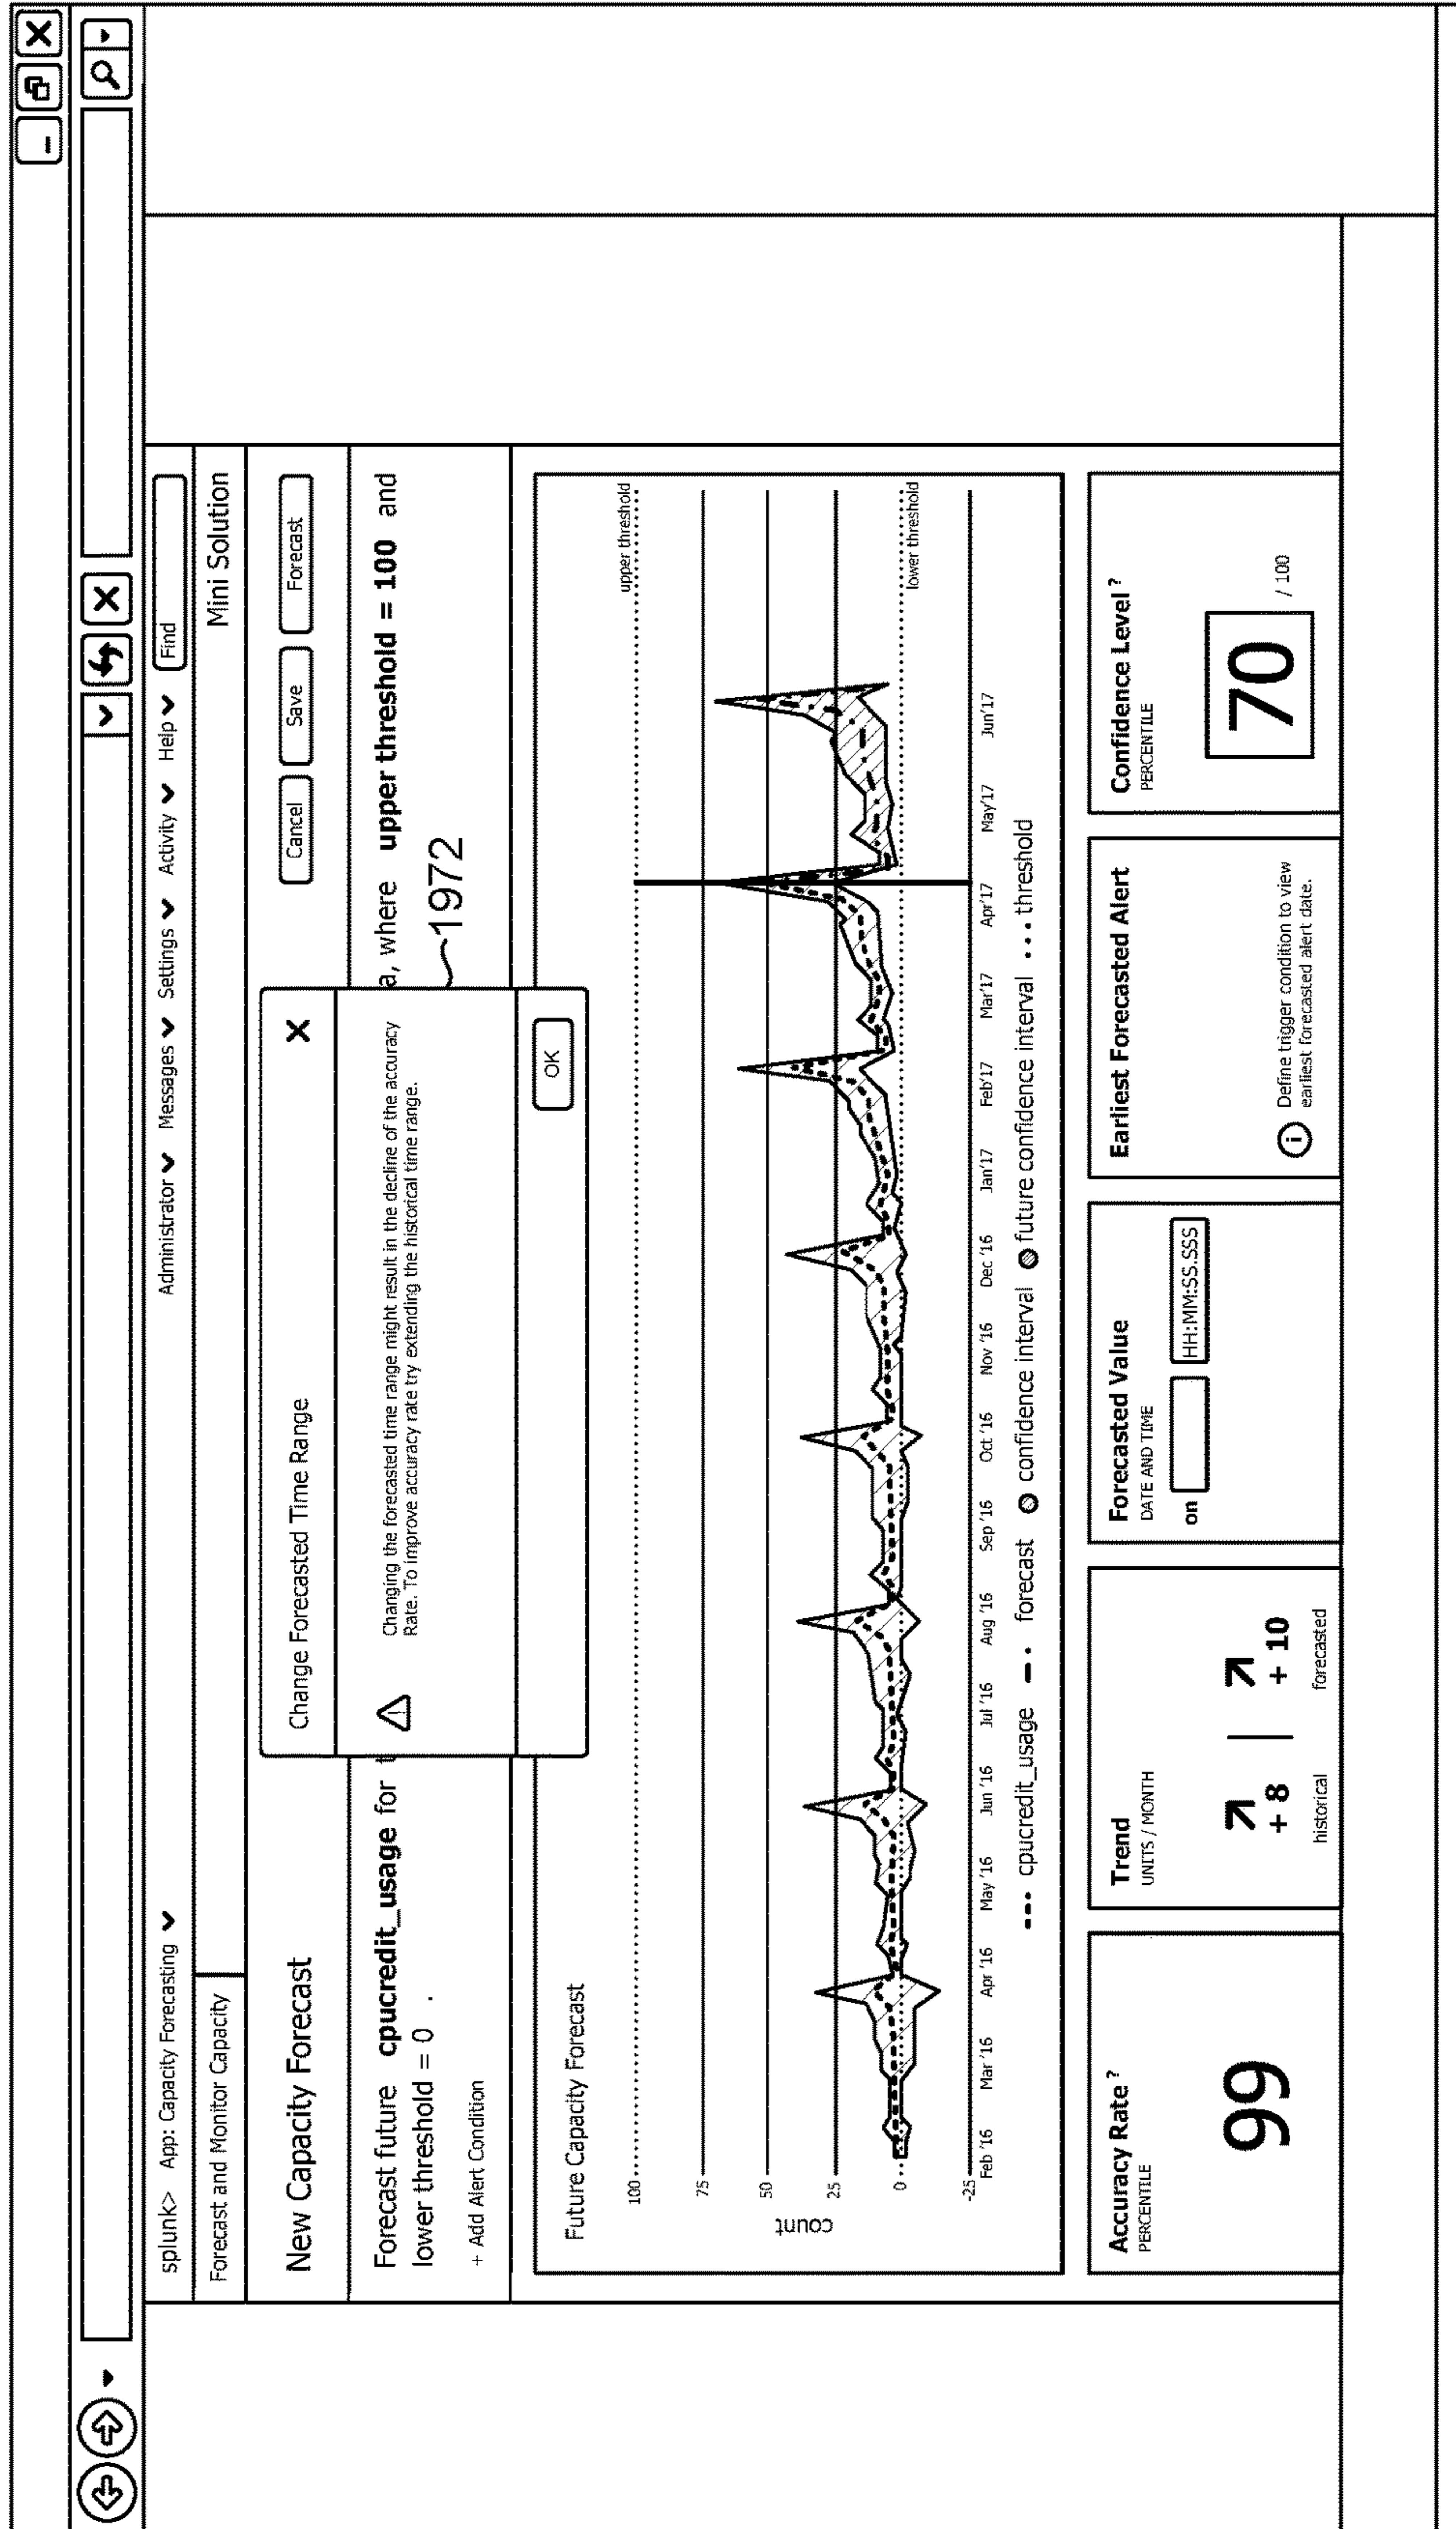 splunk> App: Capacity Forecasting Administrator Messages Settings Activity Help Find
Forecast and Monitor Capacity Mini Solution
New Capacity Forecast Cancel Save Forecast
Change Forecasted Time Range X
Forecast future cpucredit_usage for t a, where upper threshold = 100 and
lower threshold = 0 .
Changing the forecasted time range might result in the decline of the accuracy
Rate. To improve accuracy rate try extending the historical time range.
1972
+ Add Alert Condition
OK
Future Capacity Forecast
upper threshold
100
75
50
25
0
-25
count
lower threshold
Feb '16 Mar '16 Apr '16 May '16 Jun '16 Jul '16 Aug '16 Sep '16 Oct '16 Nov '16 Dec '16 Jan'17 Feb'17 Mar'17 Apr'17 May'17 Jun'17
cpucredit_usage forecast confidence interval future confidence interval threshold
Accuracy Rate ?
PERCENTILE
99
Trend
UNITS / MONTH
+ 8 | + 10
historical forecasted
Forecasted Value
DATE AND TIME
on HH:MM:SS.SSS
Earliest Forecasted Alert
i Define trigger condition to view
earliest forecasted alert date.
Confidence Level ?
PERCENTILE
70 / 100